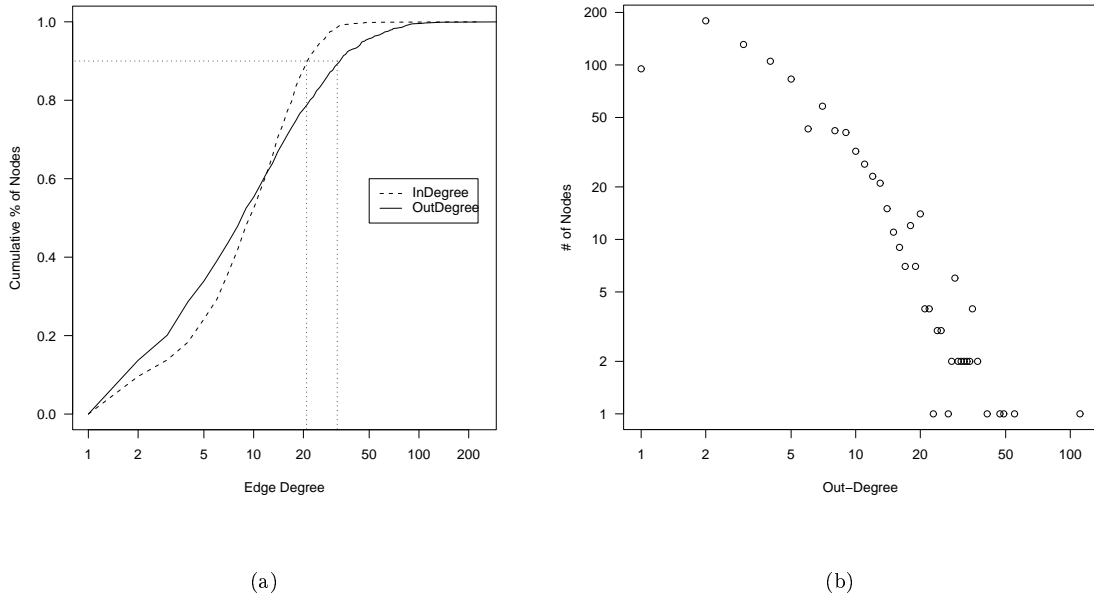 1.0
0.8
0.6
0.4
0.2
0.0
Cumulative % of Nodes
InDegree
OutDegree
1 2 5 10 20 50 100 200
Edge Degree
(a)
200
100
50
20
10
5
2
1
# of Nodes
1 2 5 10 20 50 100
Out−Degree
(b)